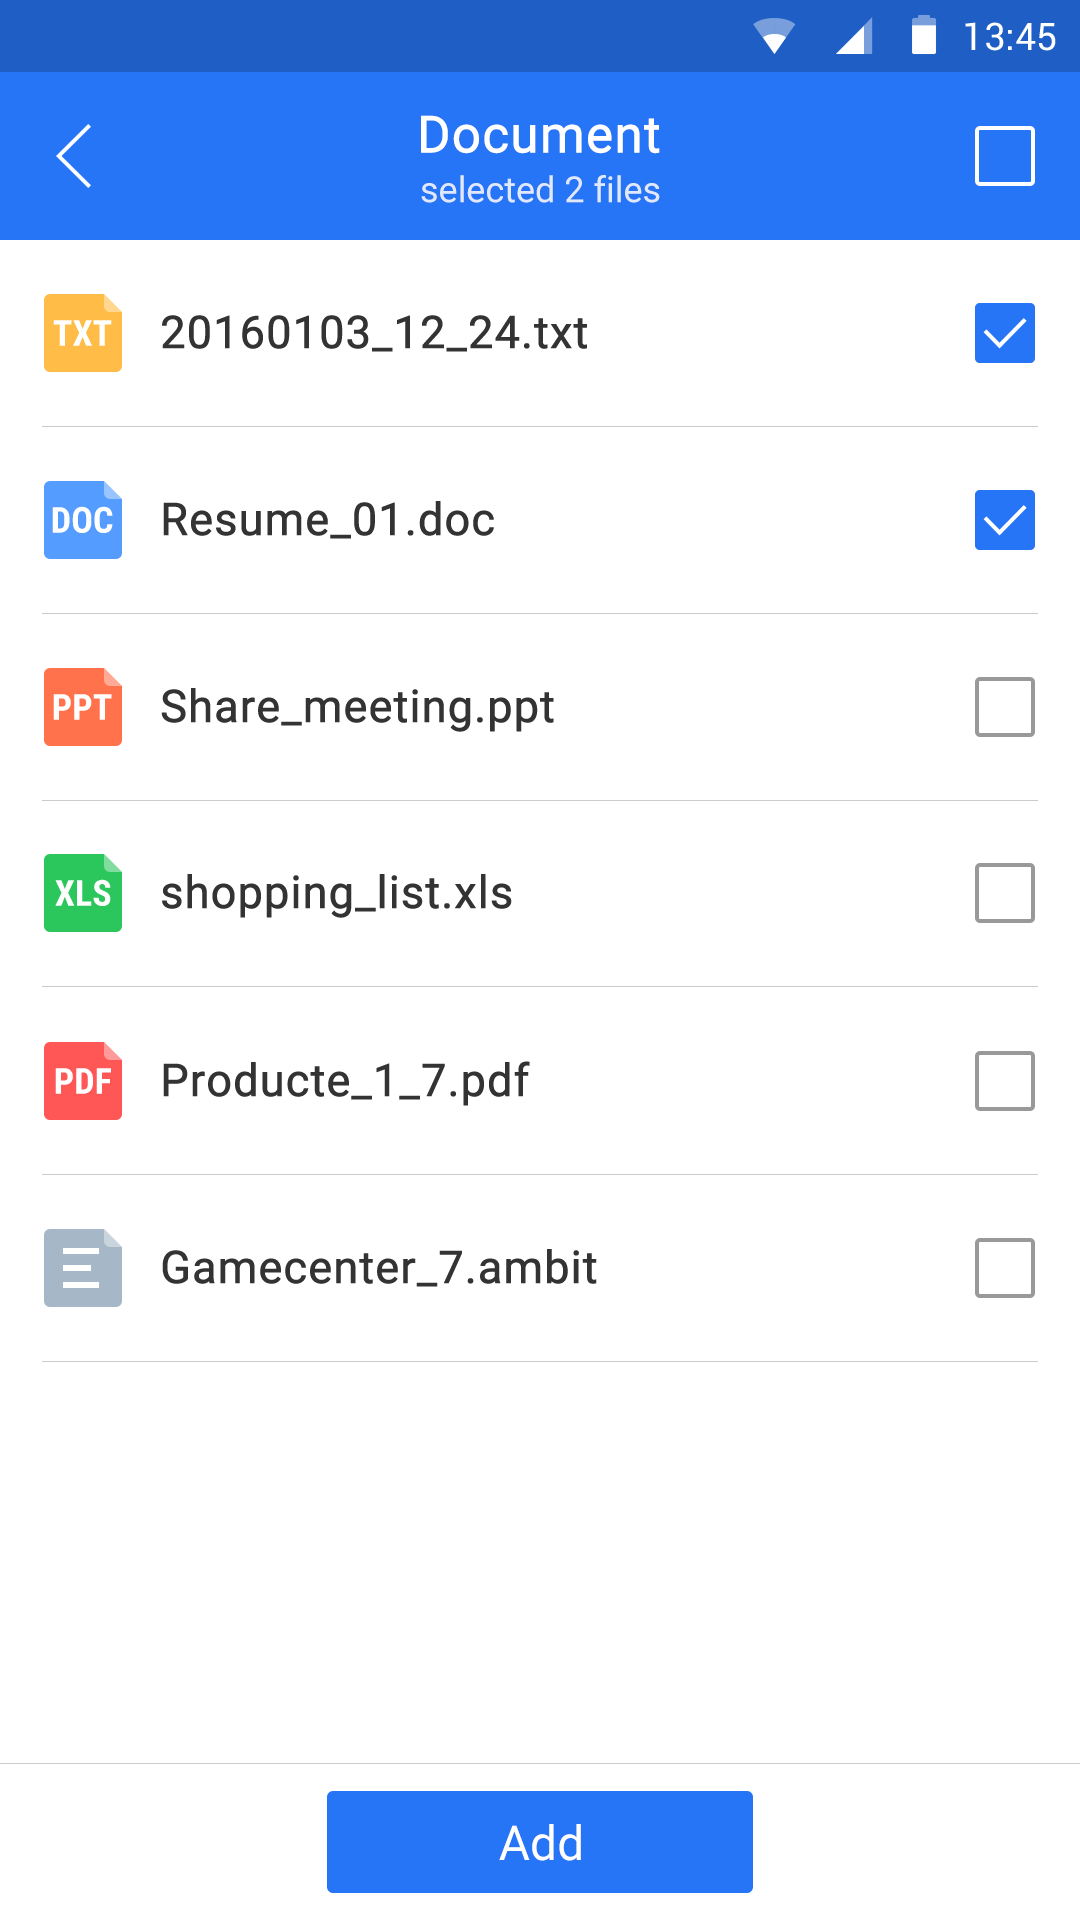 13:45
Document
selected 2 files
TXT 20160103_12_24.txt
DOC Resume_01.doc
PPT Share_meeting.ppt
XLS shopping_list.xls
PDF Producte_1_7.pdf
Gamecenter_7.ambit
Add